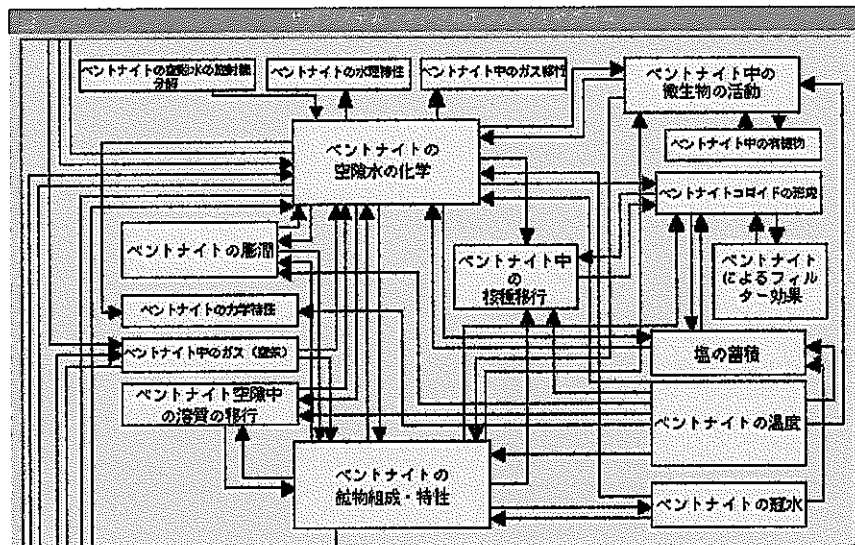 ベントナイトの空隙水の放射線
分解
ベントナイトの水理特性
ベントナイト中のガス移行
ベントナイト中の
微生物の活動
ベントナイトの
空隙水の化学
ベントナイト中の有機物
ベントナイトコロイドの形成
ベントナイトの膨潤
ベントナイト中
の
核種移行
ベントナイト
によるフィル
ター効果
ベントナイトの力学特性
ベントナイト中のガス(空気)
塩の蓄積
ベントナイト空隙中
の溶質の移行
ベントナイトの温度
ベントナイトの
鉱物組成・特性
ベントナイトの冠水